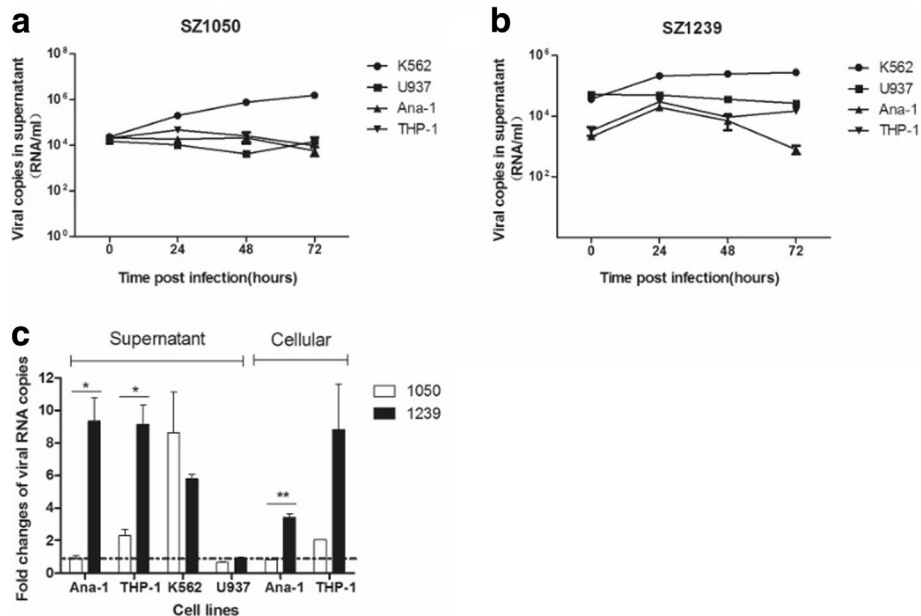 a
SZ1050
Viral copies in supernatant
(RNA/ml)
10^8
10^6
10^4
10^2
10^0
0 24 48 72
Time post infection(hours)
K562
U937
Ana-1
THP-1
b
SZ1239
Viral copies in supernatant
(RNA/ml)
10^6
10^4
10^2
0 24 48 72
Time post infection(hours)
K562
U937
Ana-1
THP-1
c
Supernatant Cellular
Fold changes of viral RNA copies
12
10
8
6
4
2
0
* * **
Ana-1 THP-1 K562 U937 Ana-1 THP-1
Cell lines
1050
1239